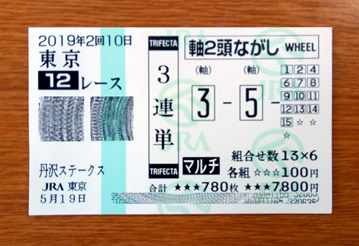 2019年2回10日
東京
12レース
丹沢ステークス
JRA 東京
5月19日
TRIFECTA
3連単
TRIFECTA
軸2頭ながし WHEEL
(軸) (軸)
3 - 5 -
1 2 4
6 7 8
9 10 11
12 13 14
15 ☆ ☆
☆
マルチ
組合せ数 13×6
各組 ☆☆☆100円
合計 ★★★780枚 ★★★7800円
JRA